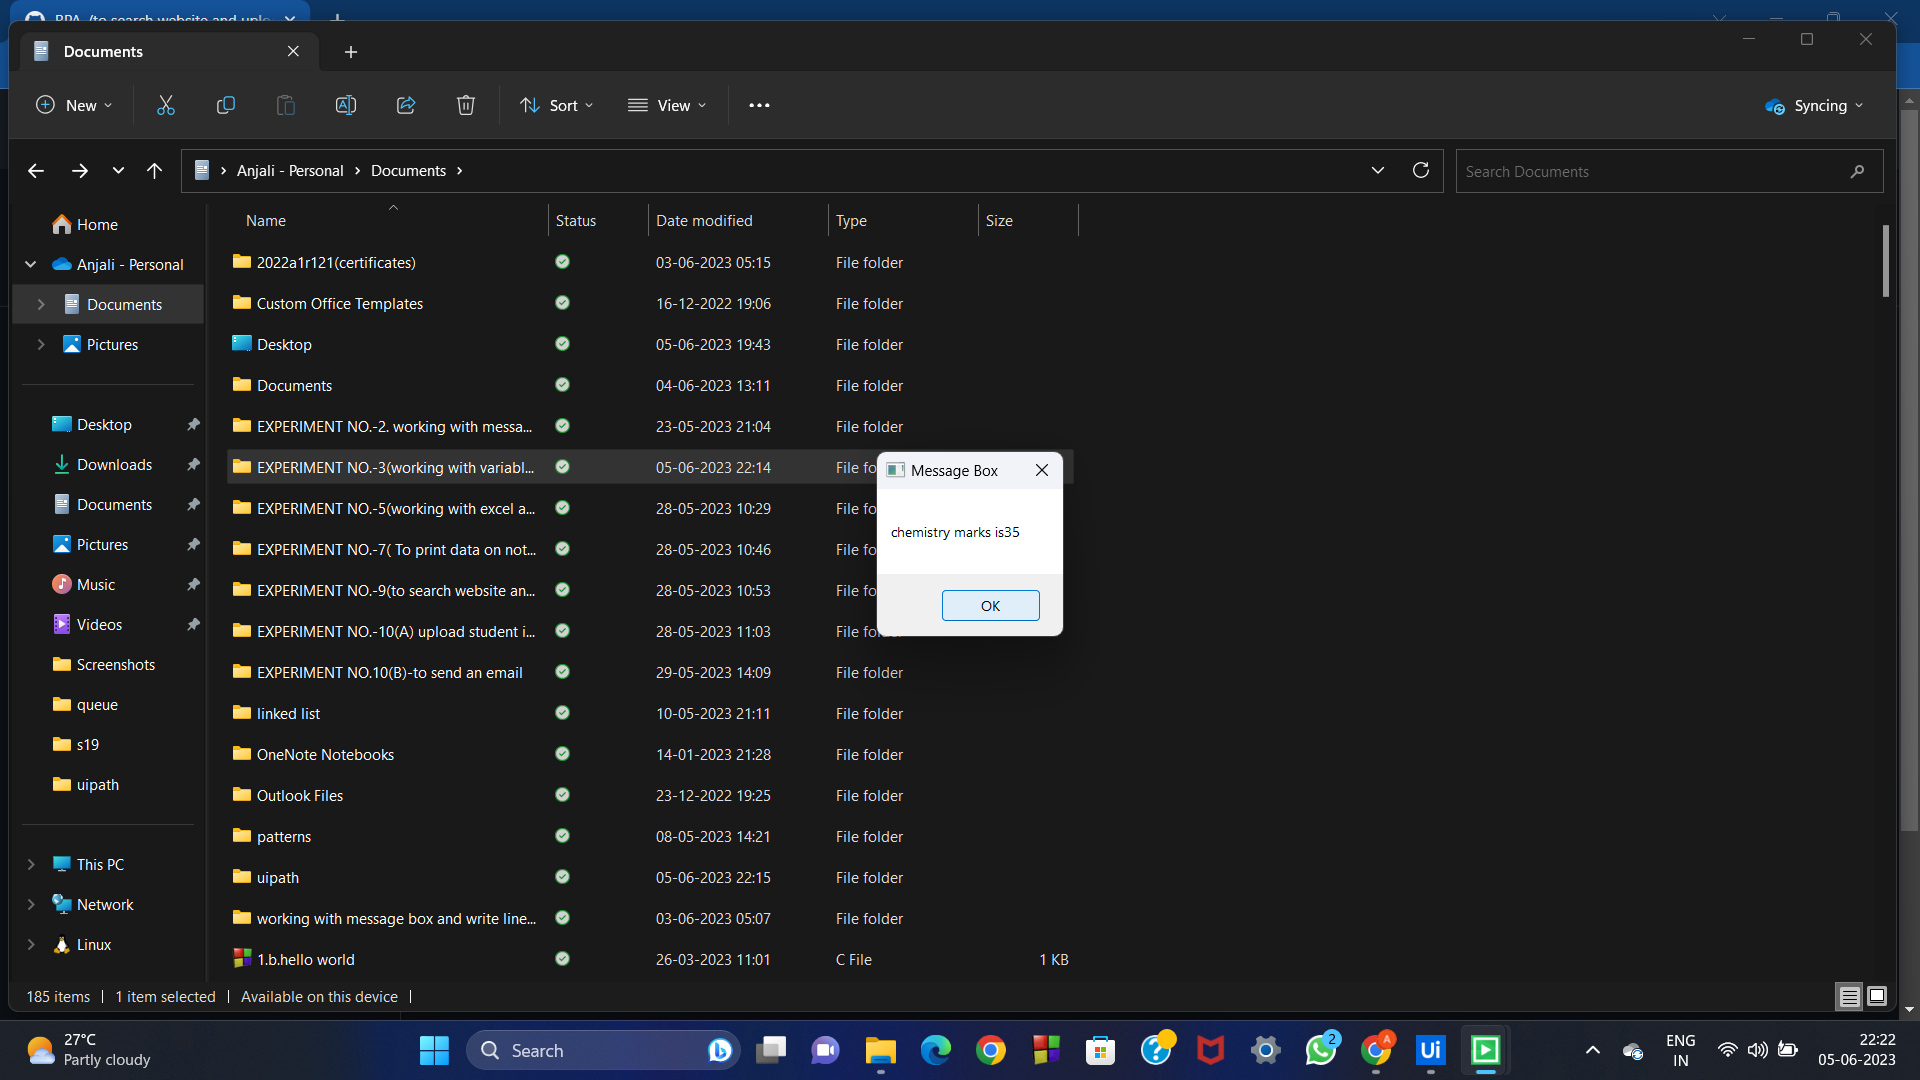 RPA_/to search website and uplo
Documents
New
Sort
View
Syncing
Anjali - Personal
Documents
Search Documents
Name
Status
Date modified
Type
Size
Home
Anjali - Personal
Documents
Pictures
Desktop
Downloads
Documents
Pictures
Music
Videos
Screenshots
queue
s19
uipath
This PC
Network
Linux
2022a1r121(certificates) 03-06-2023 05:15 File folder
Custom Office Templates 16-12-2022 19:06 File folder
Desktop 05-06-2023 19:43 File folder
Documents 04-06-2023 13:11 File folder
EXPERIMENT NO.-2. working with messa... 23-05-2023 21:04 File folder
EXPERIMENT NO.-3(working with variabl... 05-06-2023 22:14 File fo
EXPERIMENT NO.-5(working with excel a... 28-05-2023 10:29 File fo
EXPERIMENT NO.-7( To print data on not... 28-05-2023 10:46 File fo
EXPERIMENT NO.-9(to search website an... 28-05-2023 10:53 File fo
EXPERIMENT NO.-10(A) upload student i... 28-05-2023 11:03 File folder
EXPERIMENT NO.10(B)-to send an email 29-05-2023 14:09 File folder
linked list 10-05-2023 21:11 File folder
OneNote Notebooks 14-01-2023 21:28 File folder
Outlook Files 23-12-2022 19:25 File folder
patterns 08-05-2023 14:21 File folder
uipath 05-06-2023 22:15 File folder
working with message box and write line... 03-06-2023 05:07 File folder
1.b.hello world 26-03-2023 11:01 C File 1 KB
Message Box
chemistry marks is35
OK
185 items 1 item selected Available on this device
27°C
Partly cloudy
Search
2
A
Ui
ENG
IN
22:22
05-06-2023